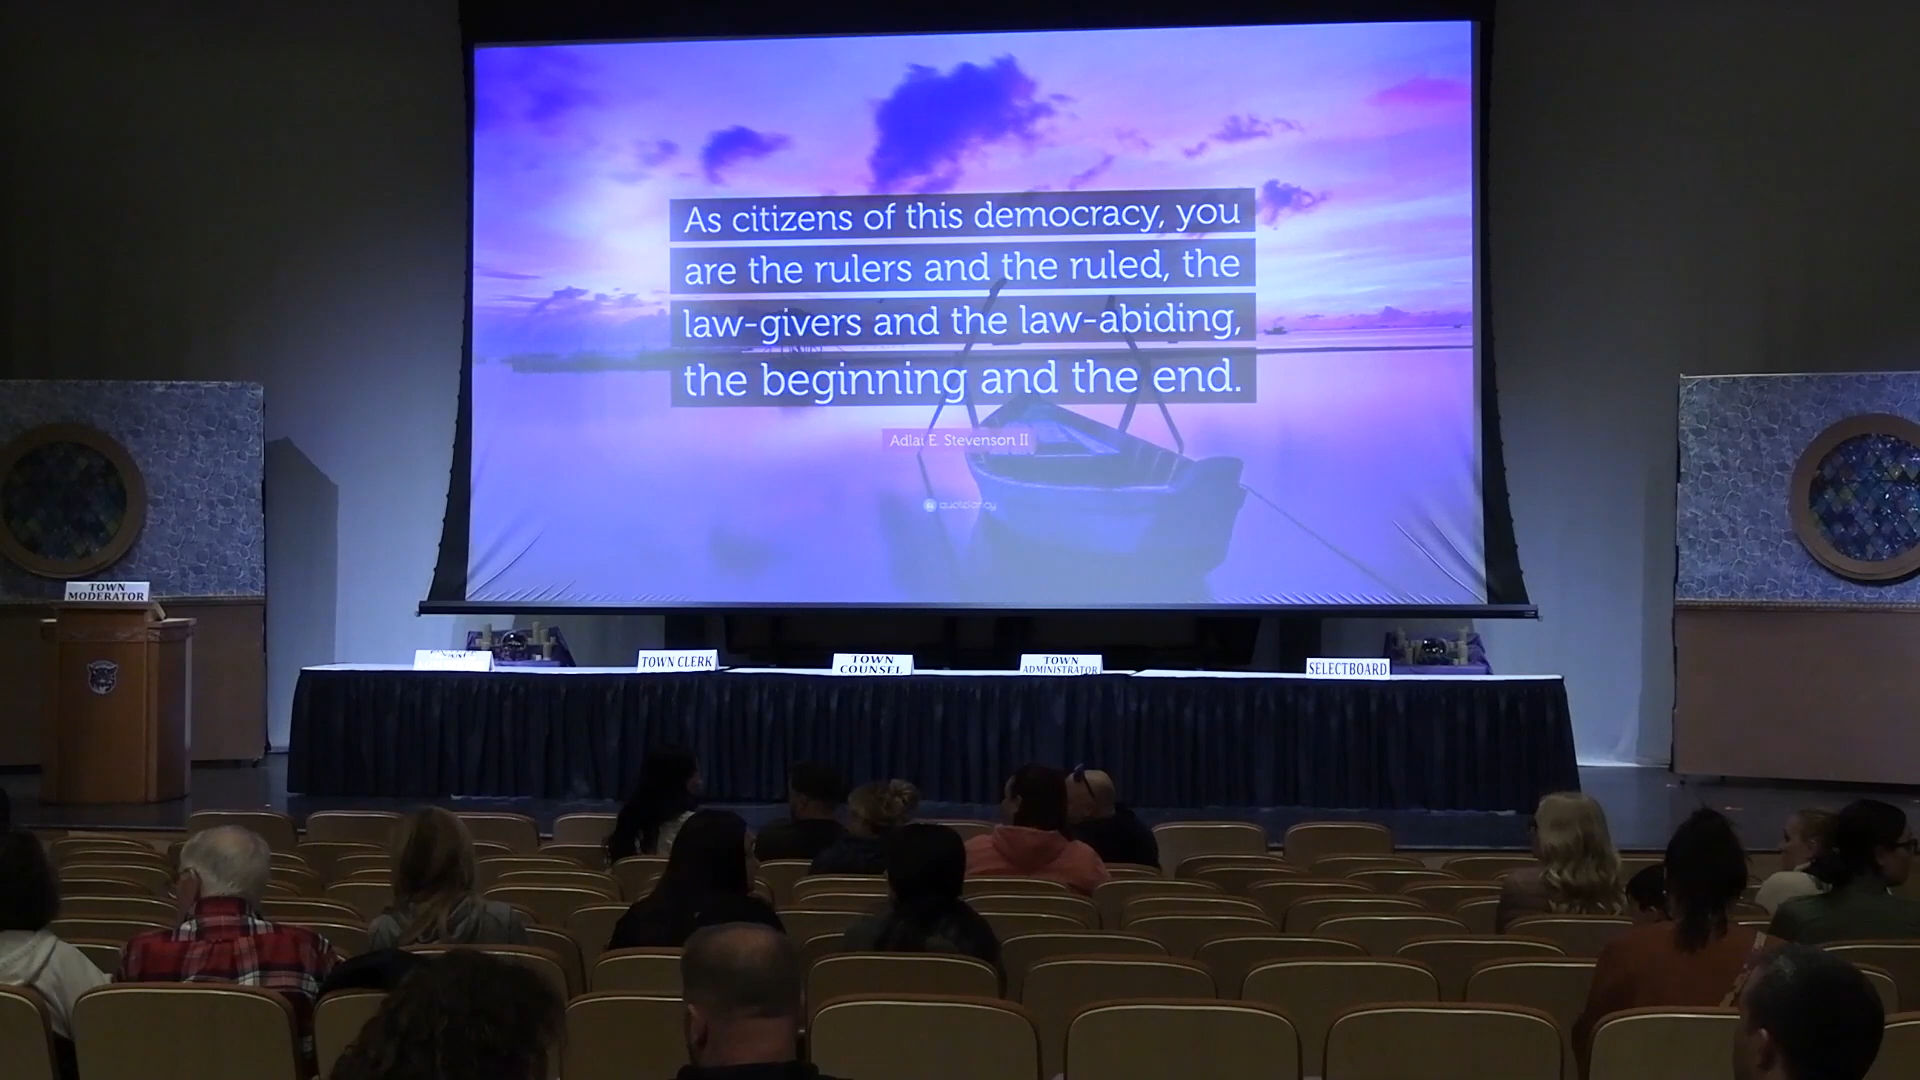 As citizens of this democracy, you
are the rulers and the ruled, the
law-givers and the law-abiding,
the beginning and the end.
Adlai E. Stevenson II
quotefancy
TOWN
MODERATOR
TOWN CLERK
TOWN
COUNSEL
TOWN
ADMINISTRATOR
SELECTBOARD